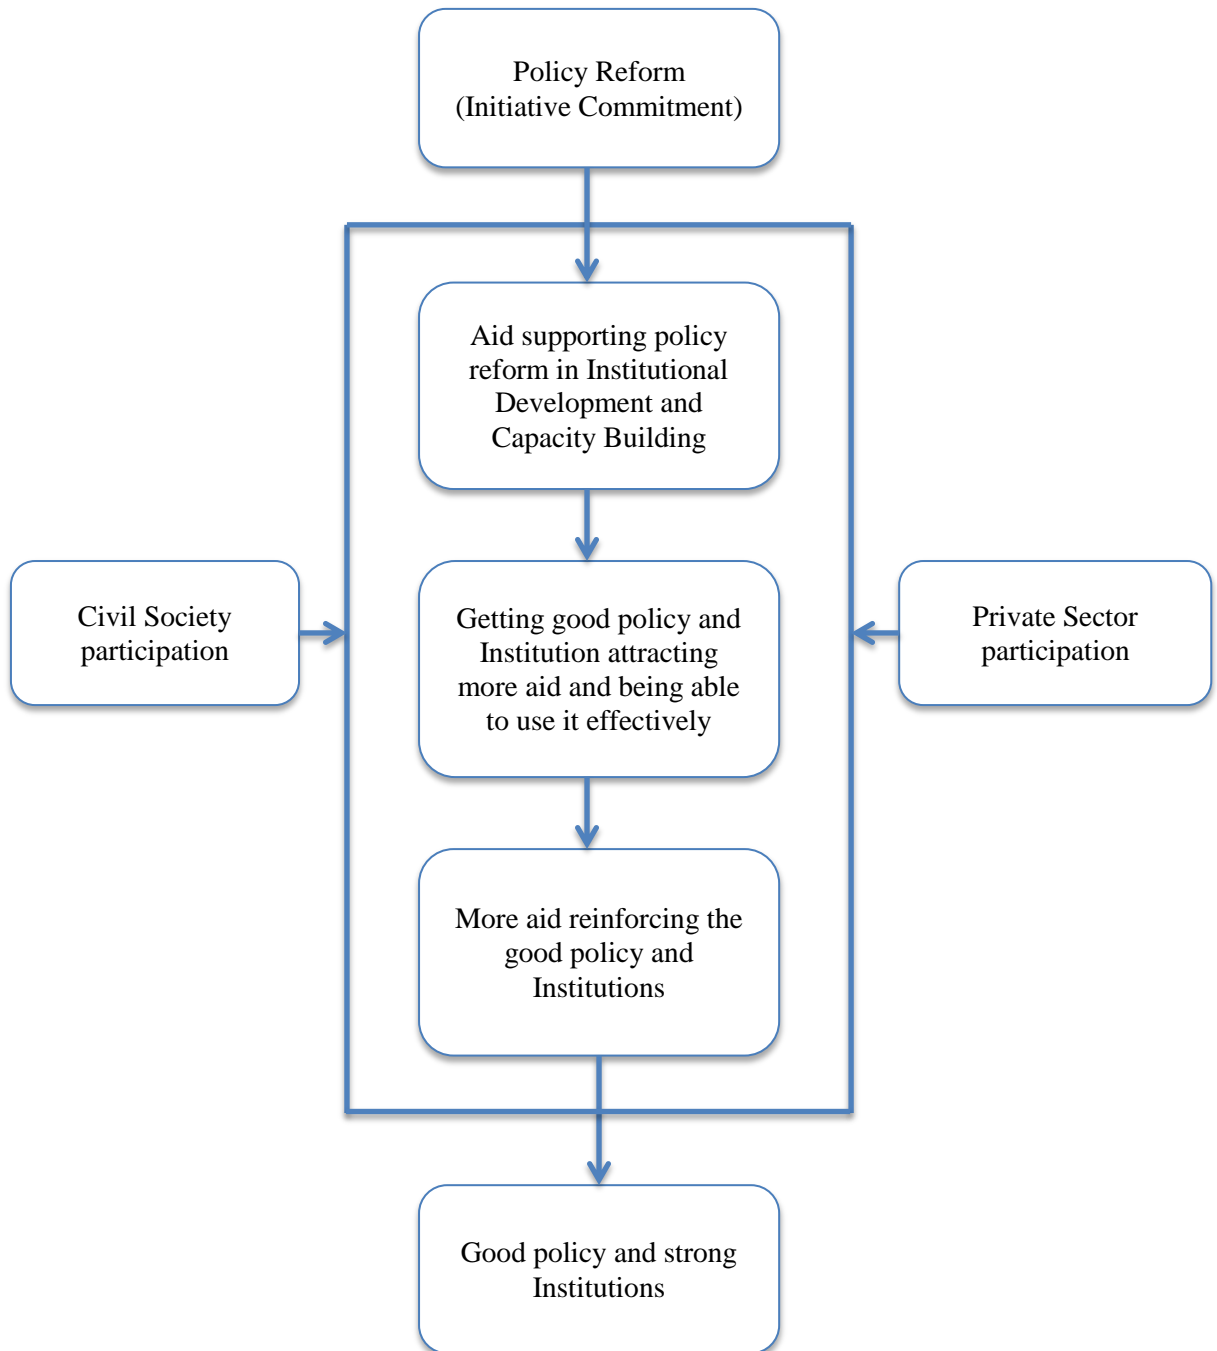 Policy Reform
(Initiative Commitment)
Aid supporting policy
reform in Institutional
Development and
Capacity Building
Civil Society
participation
Getting good policy and
Institution attracting
more aid and being able
to use it effectively
Private Sector
participation
More aid reinforcing the
good policy and
Institutions
Good policy and strong
Institutions